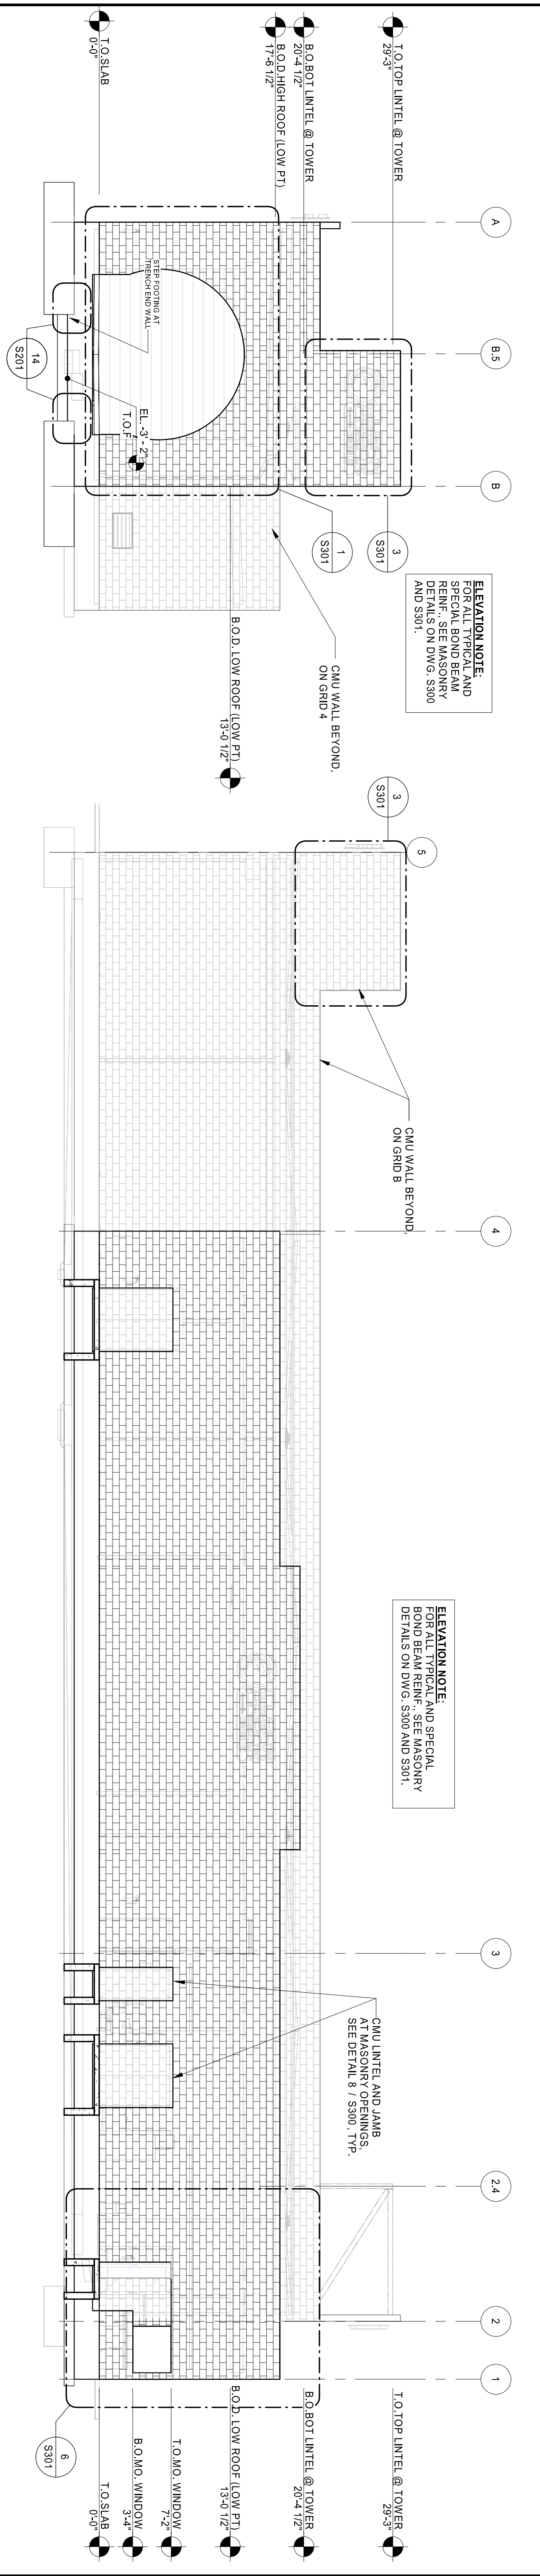 T.O.SLAB
0'-0"
B.O.D.HIGH ROOF (LOW PT)
17'-6 1/2"
B.O.BOT LINTEL @ TOWER
20'-4 1/2"
T.O.TOP LINTEL @ TOWER
29'-3"
A
B.5
B
STEP FOOTING AT
TRENCH END WALL
14
S201
EL. -3' - 2"
T.O.F
1
S301
3
S301
ELEVATION NOTE:
FOR ALL TYPICAL AND
SPECIAL BOND BEAM
REINF., SEE MASONRY
DETAILS ON DWG. S300
AND S301.
CMU WALL BEYOND,
ON GRID 4
B.O.D. LOW ROOF (LOW PT)
13'-0 1/2"
3
S301
5
CMU WALL BEYOND,
ON GRID B
4
ELEVATION NOTE:
FOR ALL TYPICAL AND SPECIAL
BOND BEAM REINF., SEE MASONRY
DETAILS ON DWG. S300 AND S301.
3
CMU LINTEL AND JAMB
AT MASONRY OPENINGS.
SEE DETAIL 8 / S300 , TYP.
2.4
2
1
6
S301
T.O.TOP LINTEL @ TOWER
29'-3"
B.O.BOT LINTEL @ TOWER
20'-4 1/2"
B.O.D. LOW ROOF (LOW PT)
13'-0 1/2"
T.O.MO. WINDOW
7'-2"
B.O.MO. WINDOW
3'-4"
T.O.SLAB
0'-0"